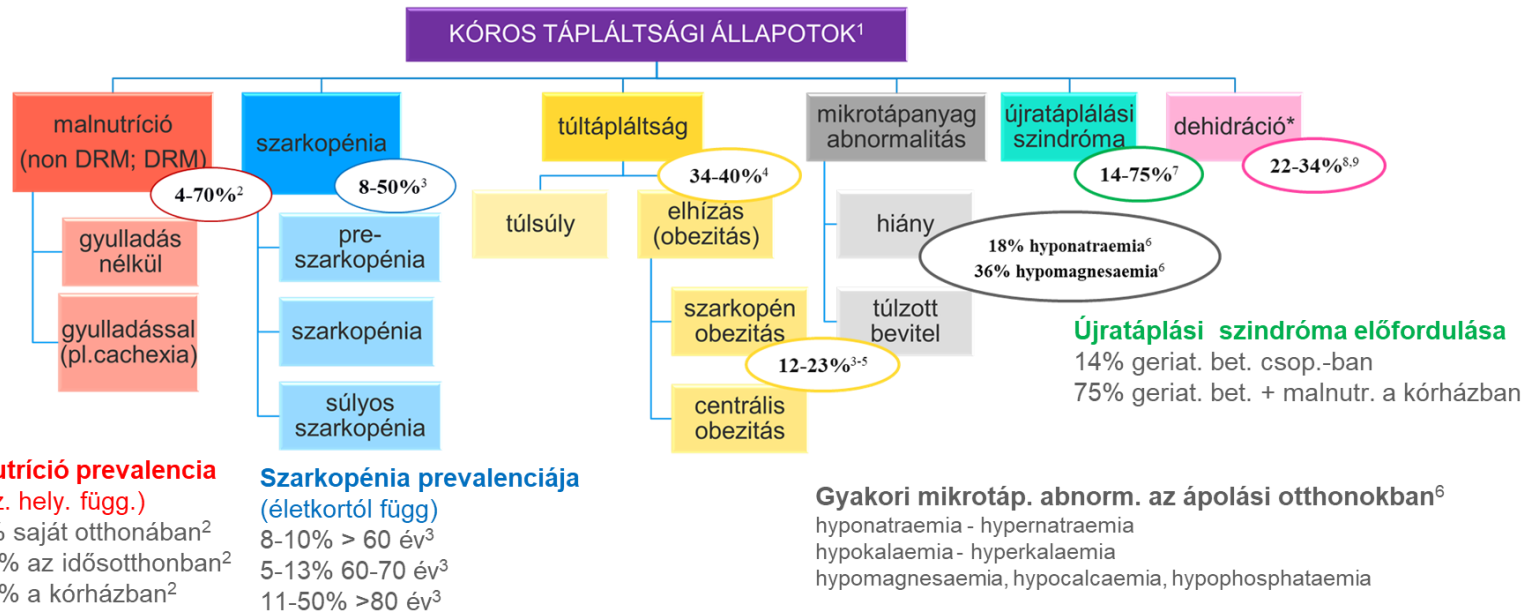 KÓROS TÁPLÁLTSÁGI ÁLLAPOTOK¹
malnutríció
(non DRM; DRM)
4-70%²
gyulladás
nélkül
gyulladással
(pl.cachexia)
szarkopénia
8-50%³
pre-
szarkopénia
szarkopénia
súlyos
szarkopénia
túltápláltság
34-40%⁴
túlsúly
elhízás
(obezitás)
szarkopén
obezitás
12-23%³⁻⁵
centrális
obezitás
mikrotápanyag
abnormalitás
hiány
18% hyponatraemia⁶
36% hypomagnesaemia⁶
túlzott
bevitel
újratáplálási
szindróma
14-75%⁷
dehidráció*
22-34%⁸,⁹
Újratáplási szindróma előfordulása
14% geriat. bet. csop.-ban
75% geriat. bet. + malnutr. a kórházban
utríció prevalencia
z. hely. függ.)
% saját otthonában²
% az idősotthonban²
% a kórházban²
Szarkopénia prevalenciája
(életkortól függ)
8-10% > 60 év³
5-13% 60-70 év³
11-50% >80 év³
Gyakori mikrotáp. abnorm. az ápolási otthonokban⁶
hyponatraemia - hypernatraemia
hypokalaemia - hyperkalaemia
hypomagnesaemia, hypocalcaemia, hypophosphataemia